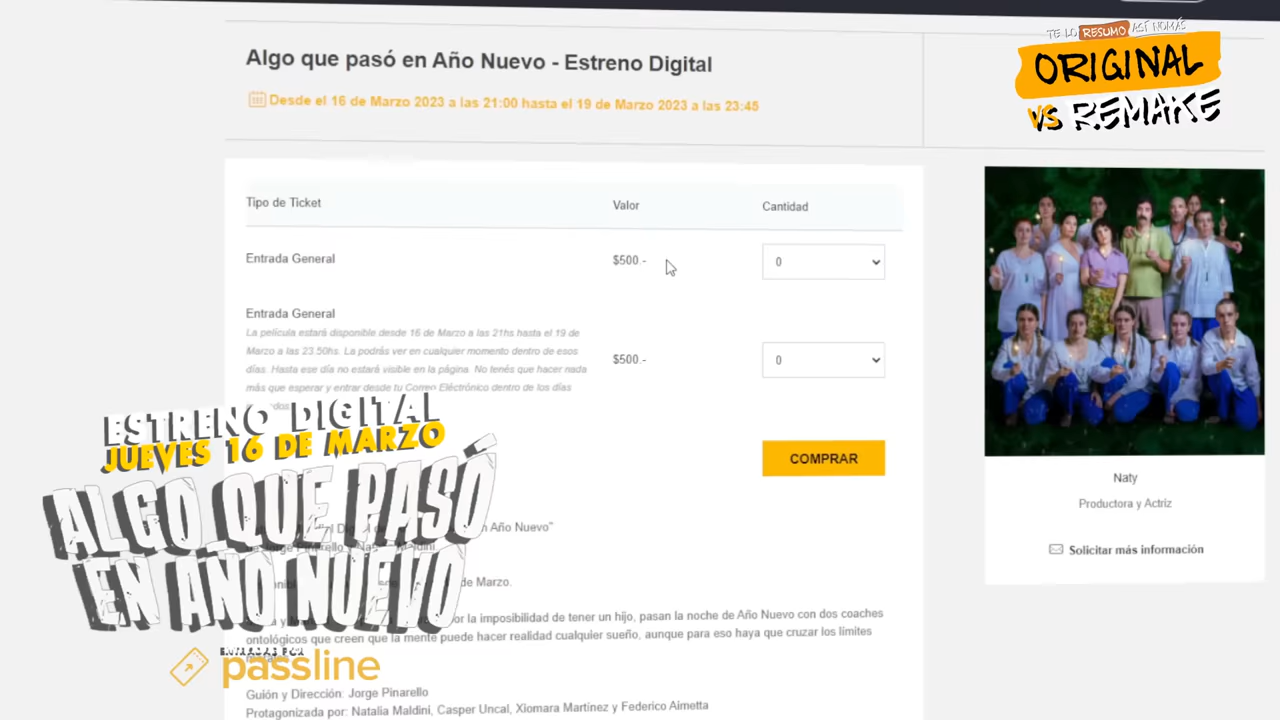 Algo que pasó en Año Nuevo - Estreno Digital
Desde el 16 de Marzo 2023 a las 21:00 hasta el 19 de Marzo 2023 a las 23:45
TE LO RESUMO ASÍ NOMÁS
ORIGINAL
VS REMAKE
Tipo de Ticket Valor Cantidad
Entrada General $500.- 0
Entrada General
La película estará disponible desde 16 de Marzo a las 21hs hasta el 19 de
Marzo a las 23.50hs. La podrás ver en cualquier momento dentro de esos
días. Hasta ese día no estará visible en la página. No tenés que hacer nada
más que esperar y entrar desde tu Correo Eléctrónico dentro de los días
$500.- 0
COMPRAR
Naty
Productora y Actriz
Solicitar más información
ESTRENO DIGITAL
JUEVES 16 DE MARZO
ALGO QUE PASÓ
EN AÑO NUEVO
ENTRADAS POR
passline
en Año Nuevo"
de Marzo.
por la imposibilidad de tener un hijo, pasan la noche de Año Nuevo con dos coaches
ontológicos que creen que la mente puede hacer realidad cualquier sueño, aunque para eso haya que cruzar los límites
Guión y Dirección: Jorge Pinarello
Protagonizada por: Natalia Maldini, Casper Uncal, Xiomara Martínez y Federico Aimetta